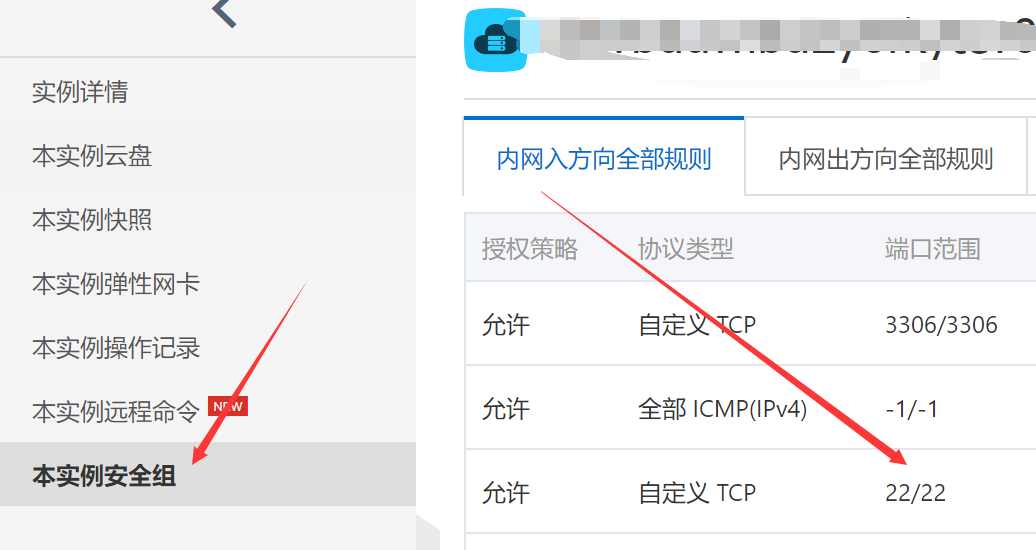 实例详情
本实例云盘
本实例快照
本实例弹性网卡
本实例操作记录
本实例远程命令 NEW
本实例安全组
内网入方向全部规则 内网出方向全部规则
授权策略 协议类型 端口范围
允许 自定义 TCP 3306/3306
允许 全部 ICMP(IPv4) -1/-1
允许 自定义 TCP 22/22